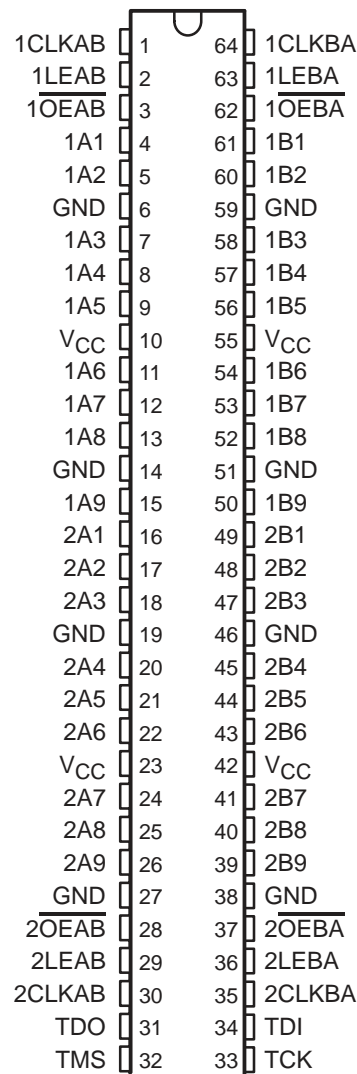 1CLKAB 1 64 1CLKBA
1LEAB 2 63 1LEBA
1OEAB 3 62 1OEBA
1A1 4 61 1B1
1A2 5 60 1B2
GND 6 59 GND
1A3 7 58 1B3
1A4 8 57 1B4
1A5 9 56 1B5
VCC 10 55 VCC
1A6 11 54 1B6
1A7 12 53 1B7
1A8 13 52 1B8
GND 14 51 GND
1A9 15 50 1B9
2A1 16 49 2B1
2A2 17 48 2B2
2A3 18 47 2B3
GND 19 46 GND
2A4 20 45 2B4
2A5 21 44 2B5
2A6 22 43 2B6
VCC 23 42 VCC
2A7 24 41 2B7
2A8 25 40 2B8
2A9 26 39 2B9
GND 27 38 GND
2OEAB 28 37 2OEBA
2LEAB 29 36 2LEBA
2CLKAB 30 35 2CLKBA
TDO 31 34 TDI
TMS 32 33 TCK